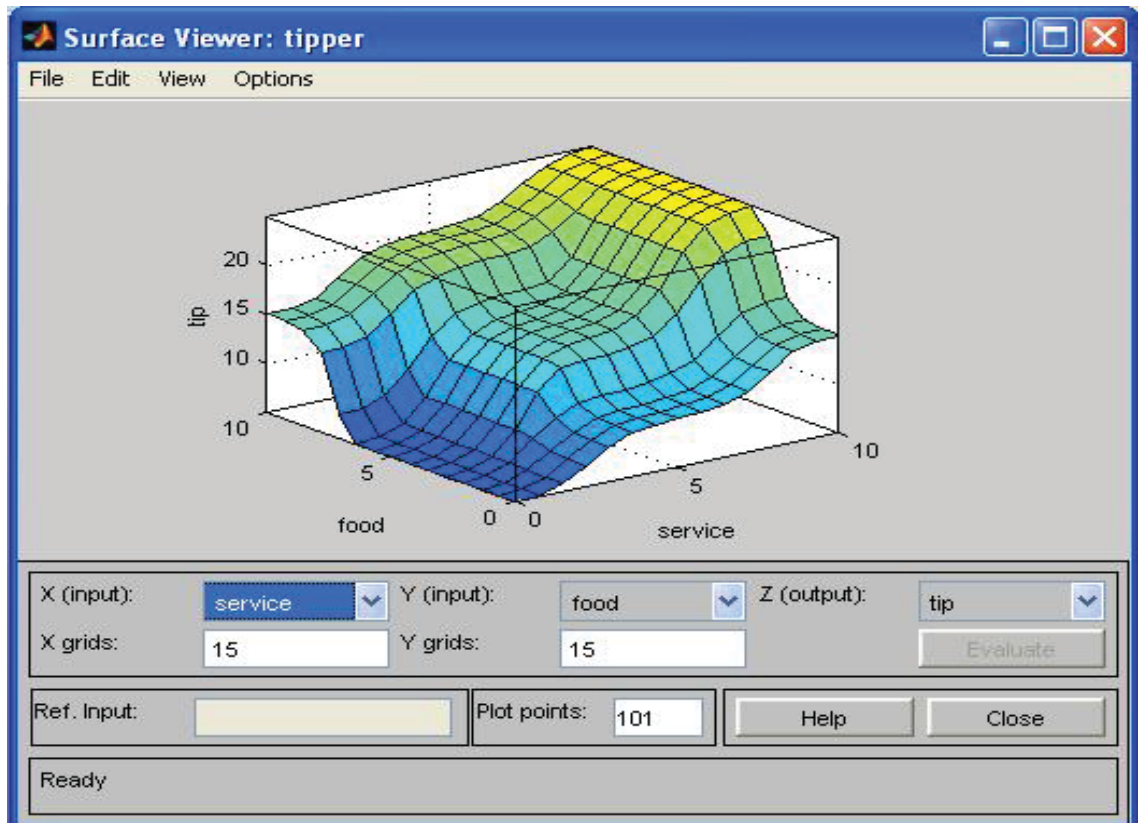 Surface Viewer: tipper
File Edit View Options
20
15
10
tip
10
5
0
food
0
5
10
service
X (input): service Y (input): food Z (output): tip
X grids: 15 Y grids: 15 Evaluate
Ref. Input: Plot points: 101 Help Close
Ready